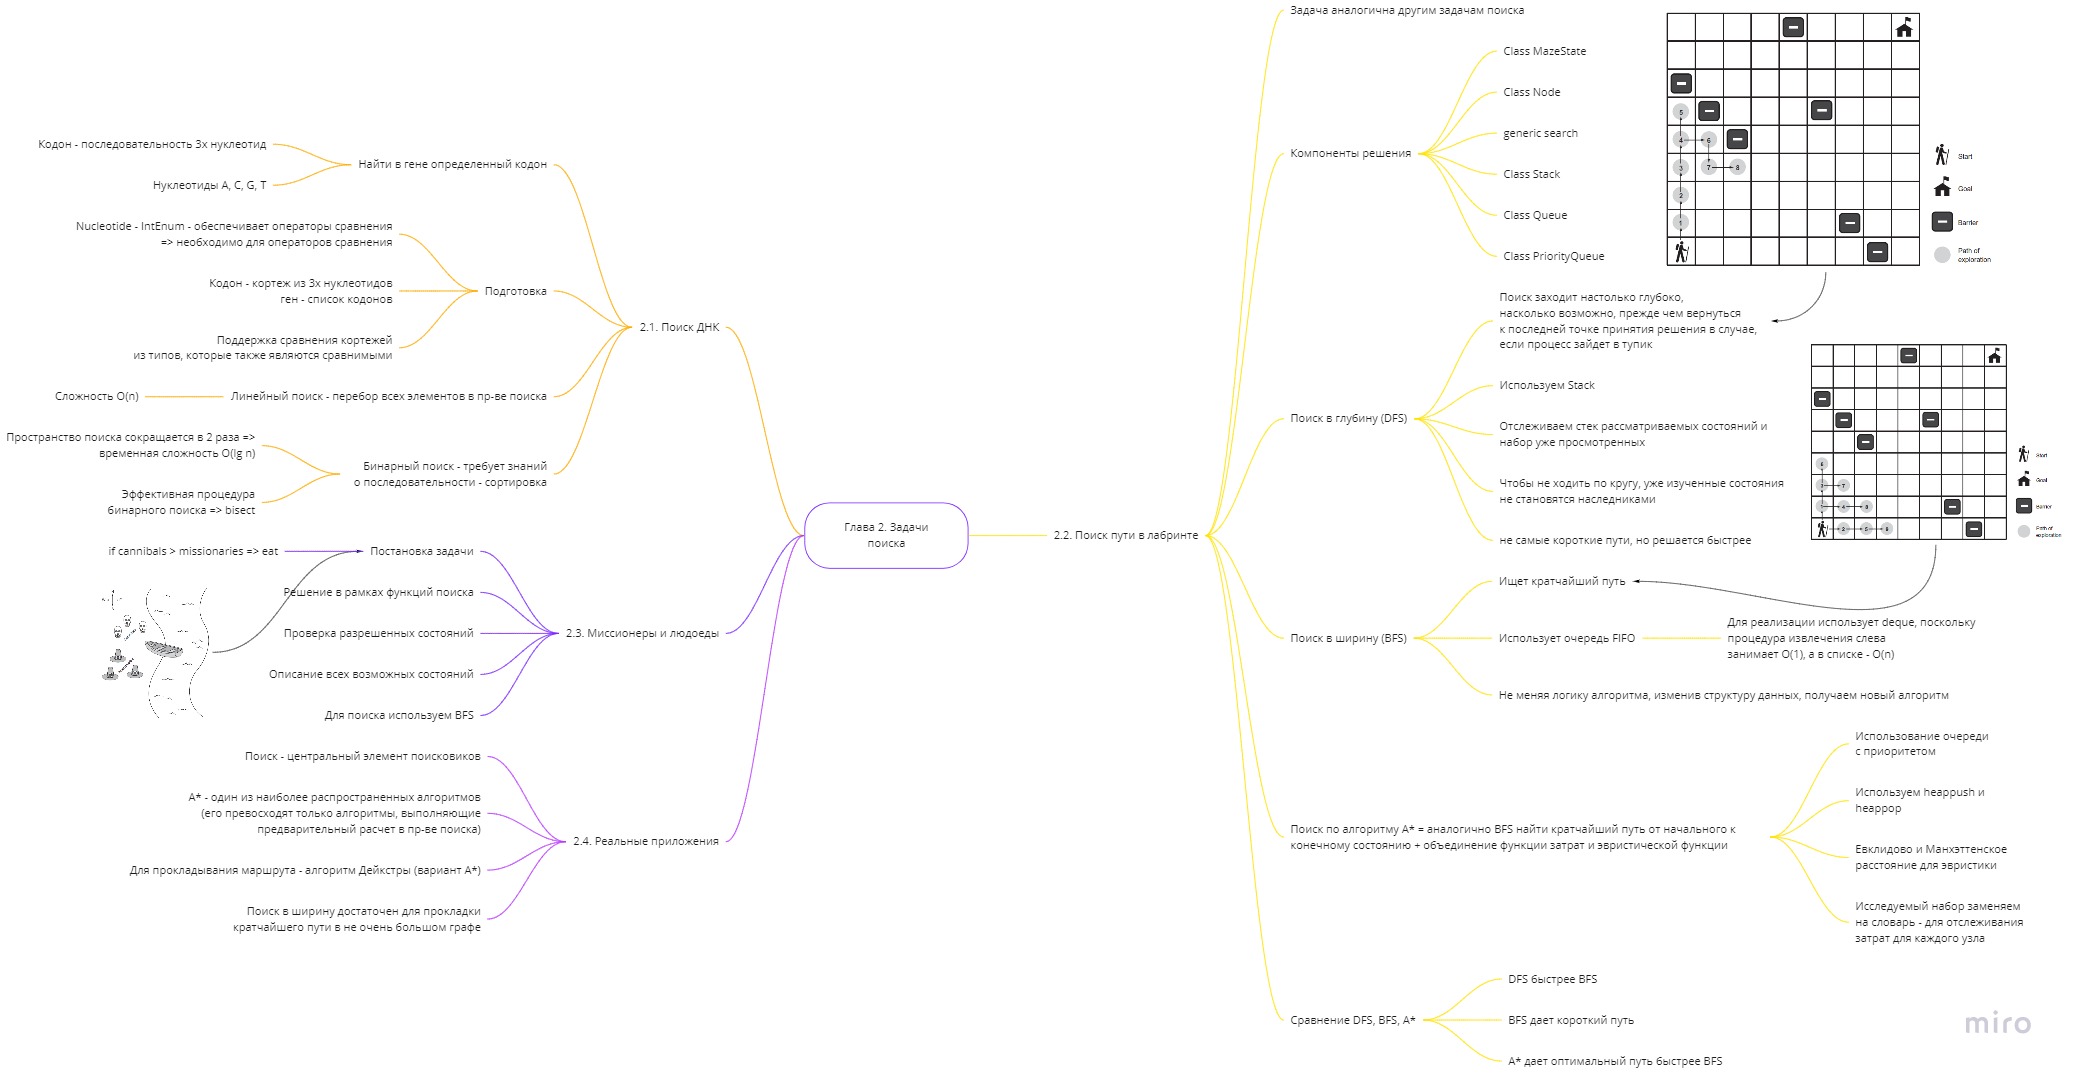 Глава 2. Задачи
поиска
2.1. Поиск ДНК
Найти в гене определенный кодон
Кодон - последовательность 3х нуклеотид
Нуклеотиды A, C, G, T
Подготовка
Nucleotide - IntEnum - обеспечивает операторы сравнения
=> необходимо для операторов сравнения
Кодон - кортеж из 3х нуклеотидов
ген - список кодонов
Поддержка сравнения кортежей
из типов, которые также являются сравнимыми
Линейный поиск - перебор всех элементов в пр-ве поиска
Сложность O(n)
Бинарный поиск - требует знаний
о последовательности - сортировка
Пространство поиска сокращается в 2 раза =>
временная сложность O(lg n)
Эффективная процедура
бинарного поиска => bisect
2.3. Миссионеры и людоеды
Постановка задачи
if cannibals > missionaries => eat
Решение в рамках функций поиска
Проверка разрешенных состояний
Описание всех возможных состояний
Для поиска используем BFS
2.4. Реальные приложения
Поиск - центральный элемент поисковиков
A* - один из наиболее распространенных алгоритмов
(его превосходят только алгоритмы, выполняющие
предварительный расчет в пр-ве поиска)
Для прокладывания маршрута - алгоритм Дейкстры (вариант A*)
Поиск в ширину достаточен для прокладки
кратчайшего пути в не очень большом графе
2.2. Поиск пути в лабринте
Задача аналогична другим задачам поиска
Компоненты решения
Class MazeState
Class Node
generic search
Class Stack
Class Queue
Class PriorityQueue
5
4 6
3 7 8
2
1
Start
Goal
Barrier
Path of
exploration
Поиск в глубину (DFS)
Поиск заходит настолько глубоко,
насколько возможно, прежде чем вернуться
к последней точке принятия решения в случае,
если процесс зайдет в тупик
Используем Stack
Отслеживаем стек рассматриваемых состояний и
набор уже просмотренных
Чтобы не ходить по кругу, уже изученные состояния
не становятся наследниками
не самые короткие пути, но решается быстрее
Start
Goal
Barrier
Path of
exploration
Поиск в ширину (BFS)
Ищет кратчайший путь
Использует очередь FIFO
Для реализации использует deque, поскольку
процедура извлечения слева
занимает O(1), а в списке - O(n)
Не меняя логику алгоритма, изменив структуру данных, получаем новый алгоритм
Поиск по алгоритму A* = аналогично BFS найти кратчайший путь от начального к
конечному состоянию + объединение функции затрат и эвристической функции
Использование очереди
с приоритетом
Используем heappush и
heappop
Евклидово и Манхэттенское
расстояние для эвристики
Исследуемый набор заменяем
на словарь - для отслеживания
затрат для каждого узла
Сравнение DFS, BFS, A*
DFS быстрее BFS
BFS дает короткий путь
A* дает оптимальный путь быстрее BFS
miro